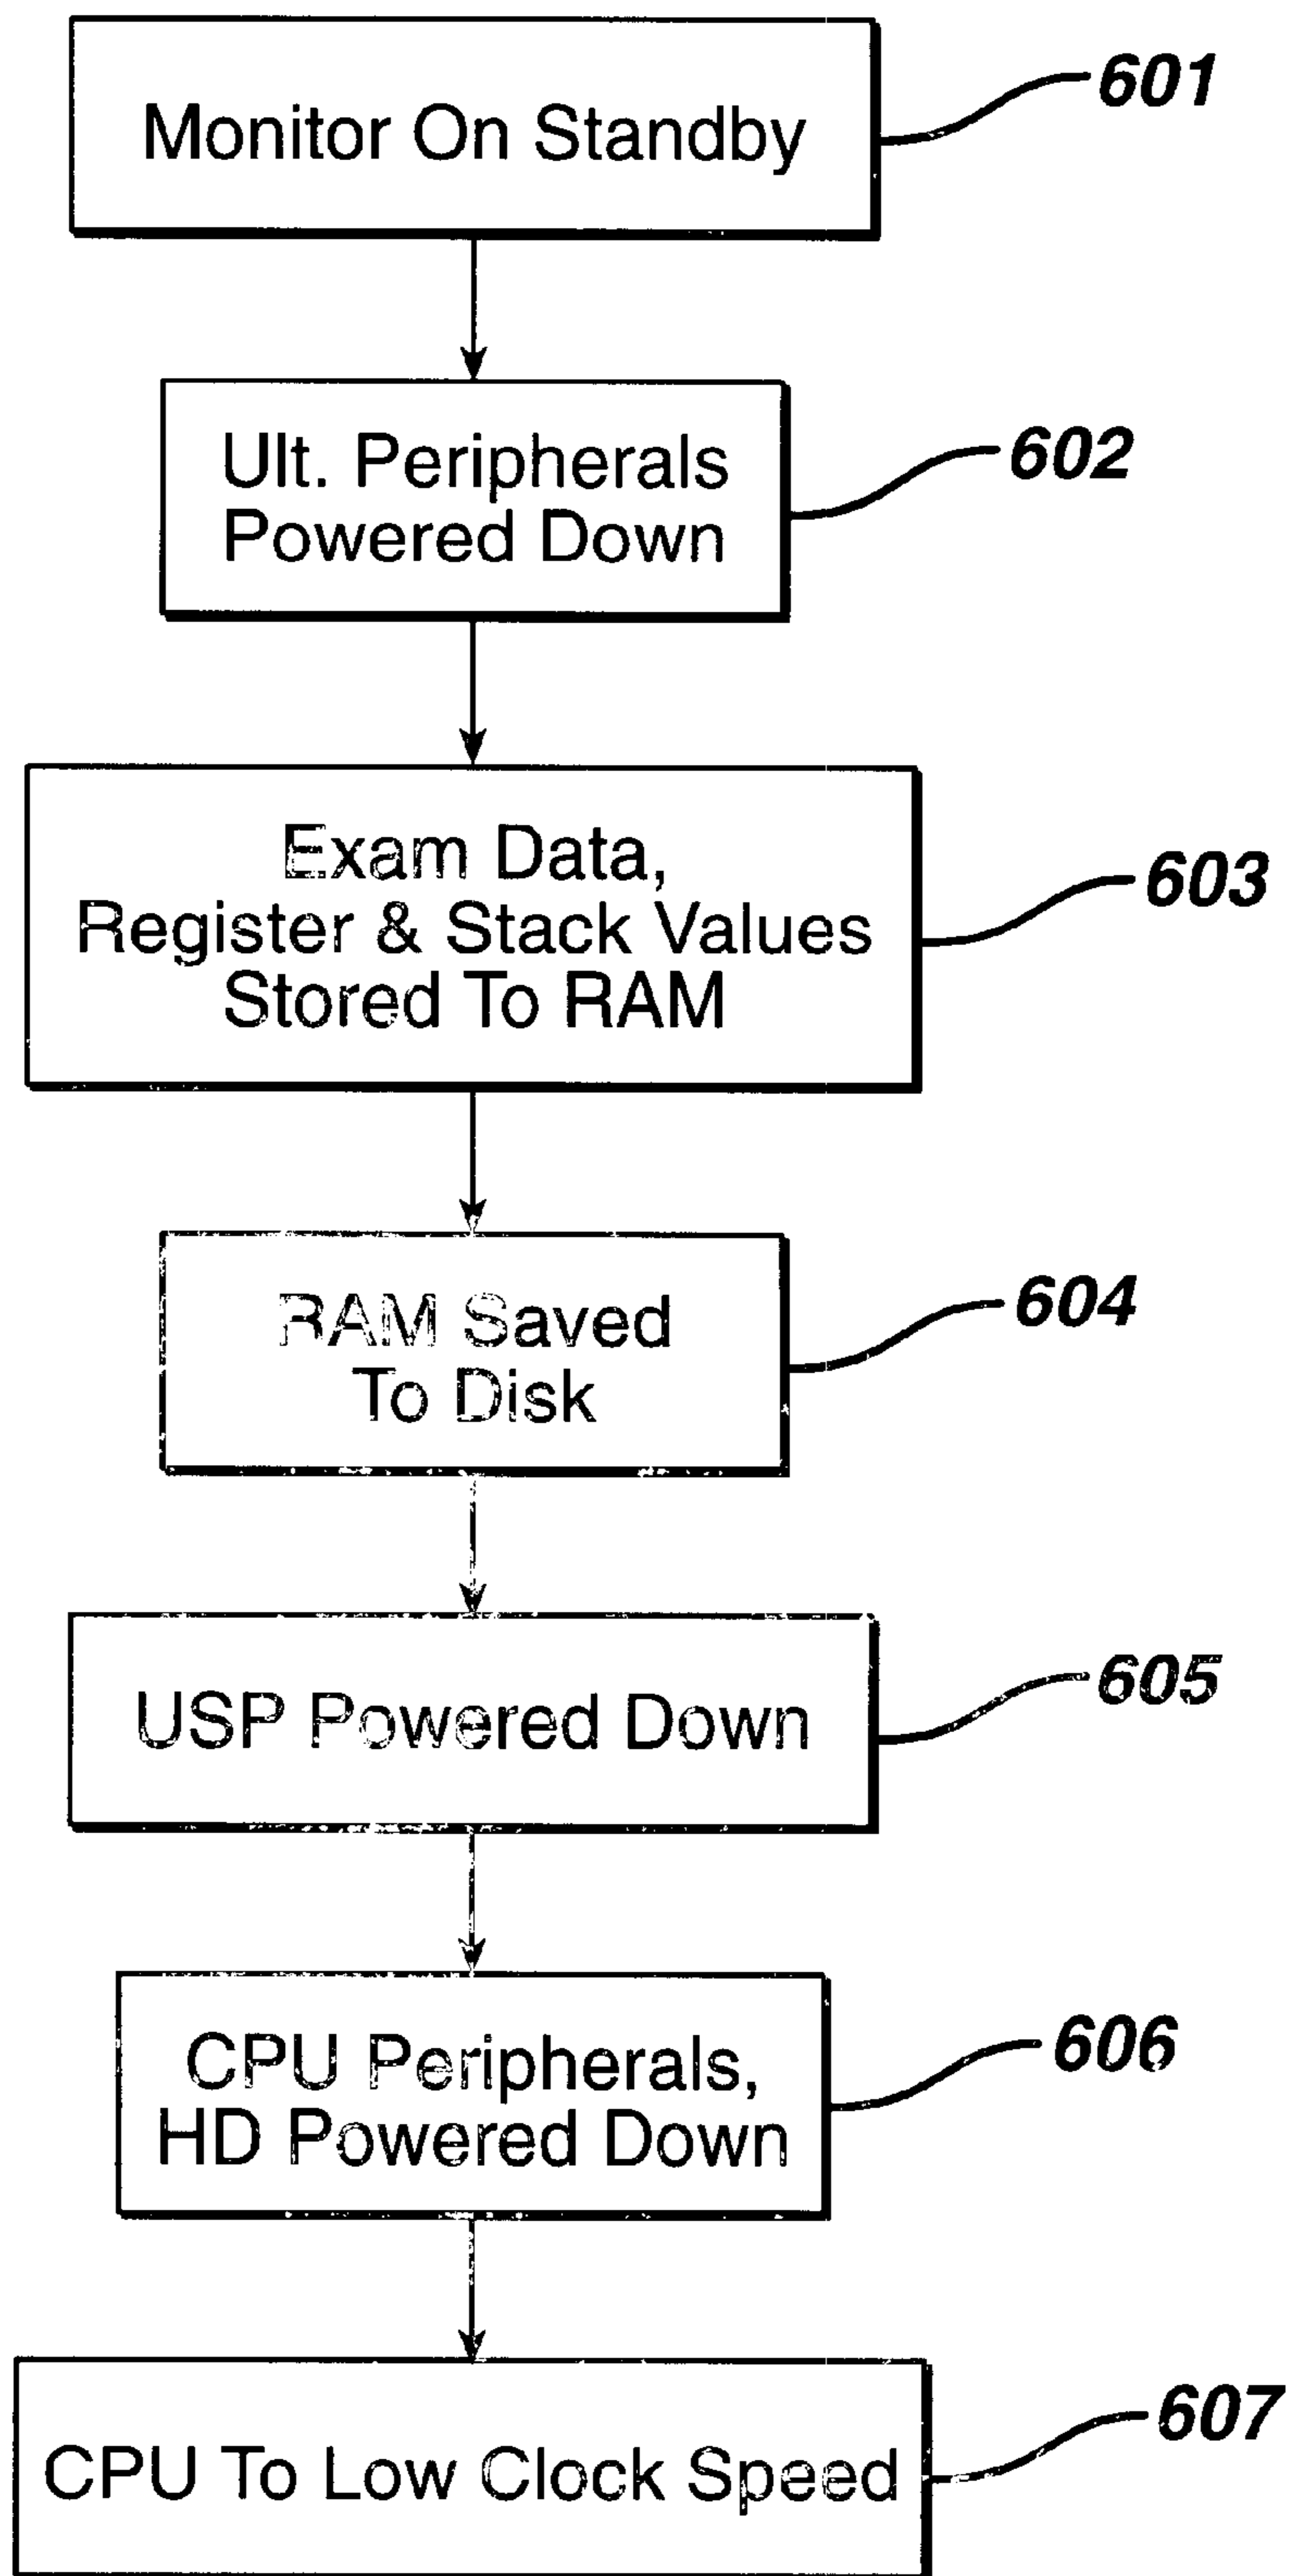 Monitor On Standby
601
Ult. Peripherals
Powered Down
602
Exam Data,
Register & Stack Values
Stored To RAM
603
RAM Saved
To Disk
604
USP Powered Down
605
CPU Peripherals,
HD Powered Down
606
CPU To Low Clock Speed
607